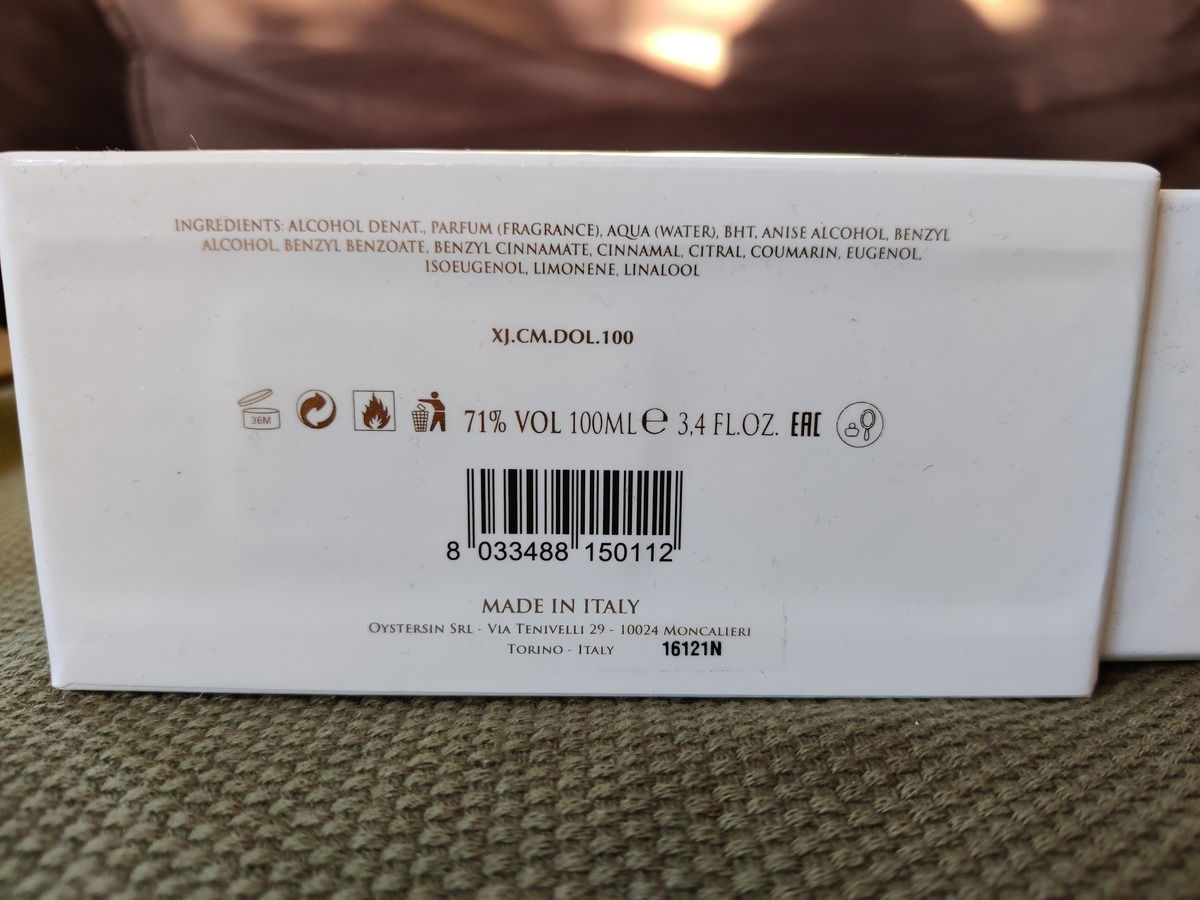 INGREDIENTS: ALCOHOL DENAT., PARFUM (FRAGRANCE), AQUA (WATER), BHT, ANISE ALCOHOL, BENZYL
ALCOHOL, BENZYL BENZOATE, BENZYL CINNAMATE, CINNAMAL, CITRAL, COUMARIN, EUGENOL,
ISOEUGENOL, LIMONENE, LINALOOL
XJ.CM.DOL.100
36M 71% VOL 100ML e 3,4 FL.OZ. EAC
8 033488 150112
MADE IN ITALY
OYSTERSIN SRL - VIA TENIVELLI 29 - 10024 MONCALIERI
TORINO - ITALY 16121N